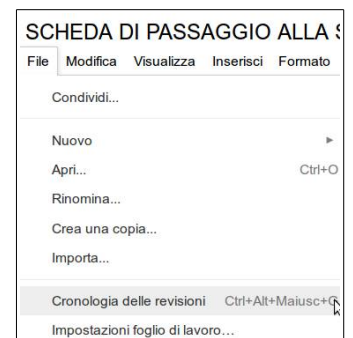 SCHEDA DI PASSAGGIO ALLA
File Modifica Visualizza Inserisci Formato
Condividi...
Nuovo ►
Apri... Ctrl+O
Rinomina...
Crea una copia...
Importa...
Cronologia delle revisioni Ctrl+Alt+Maiusc+G
Impostazioni foglio di lavoro...